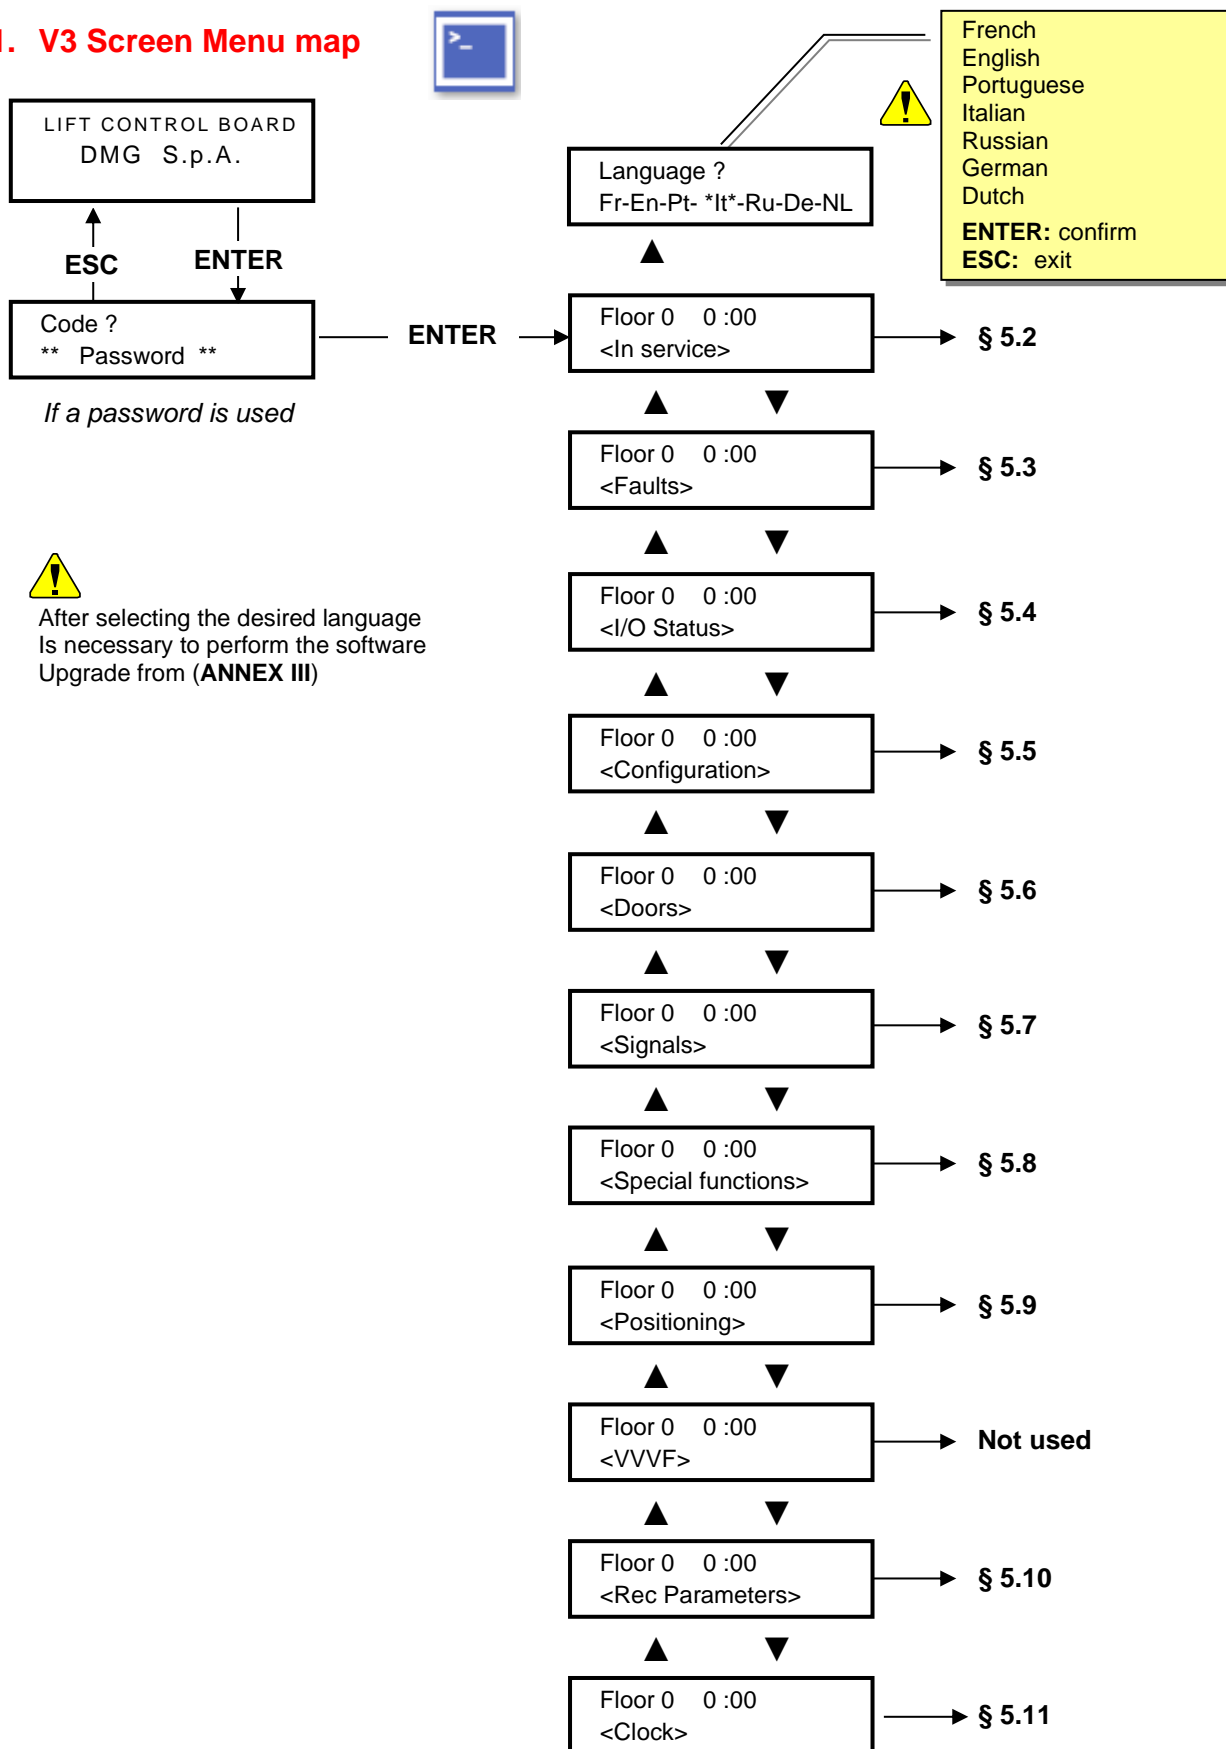 1. V3 Screen Menu map
>_
LIFT CONTROL BOARD
DMG S.p.A.
ESC
ENTER
Code ?
** Password **
If a password is used
ENTER
After selecting the desired language
Is necessary to perform the software
Upgrade from (ANNEX III)
French
English
Portuguese
Italian
Russian
German
Dutch
ENTER: confirm
ESC: exit
Language ?
Fr-En-Pt- *It*-Ru-De-NL
Floor 0 0 :00
<In service>
§ 5.2
Floor 0 0 :00
<Faults>
§ 5.3
Floor 0 0 :00
<I/O Status>
§ 5.4
Floor 0 0 :00
<Configuration>
§ 5.5
Floor 0 0 :00
<Doors>
§ 5.6
Floor 0 0 :00
<Signals>
§ 5.7
Floor 0 0 :00
<Special functions>
§ 5.8
Floor 0 0 :00
<Positioning>
§ 5.9
Floor 0 0 :00
<VVVF>
Not used
Floor 0 0 :00
<Rec Parameters>
§ 5.10
Floor 0 0 :00
<Clock>
§ 5.11